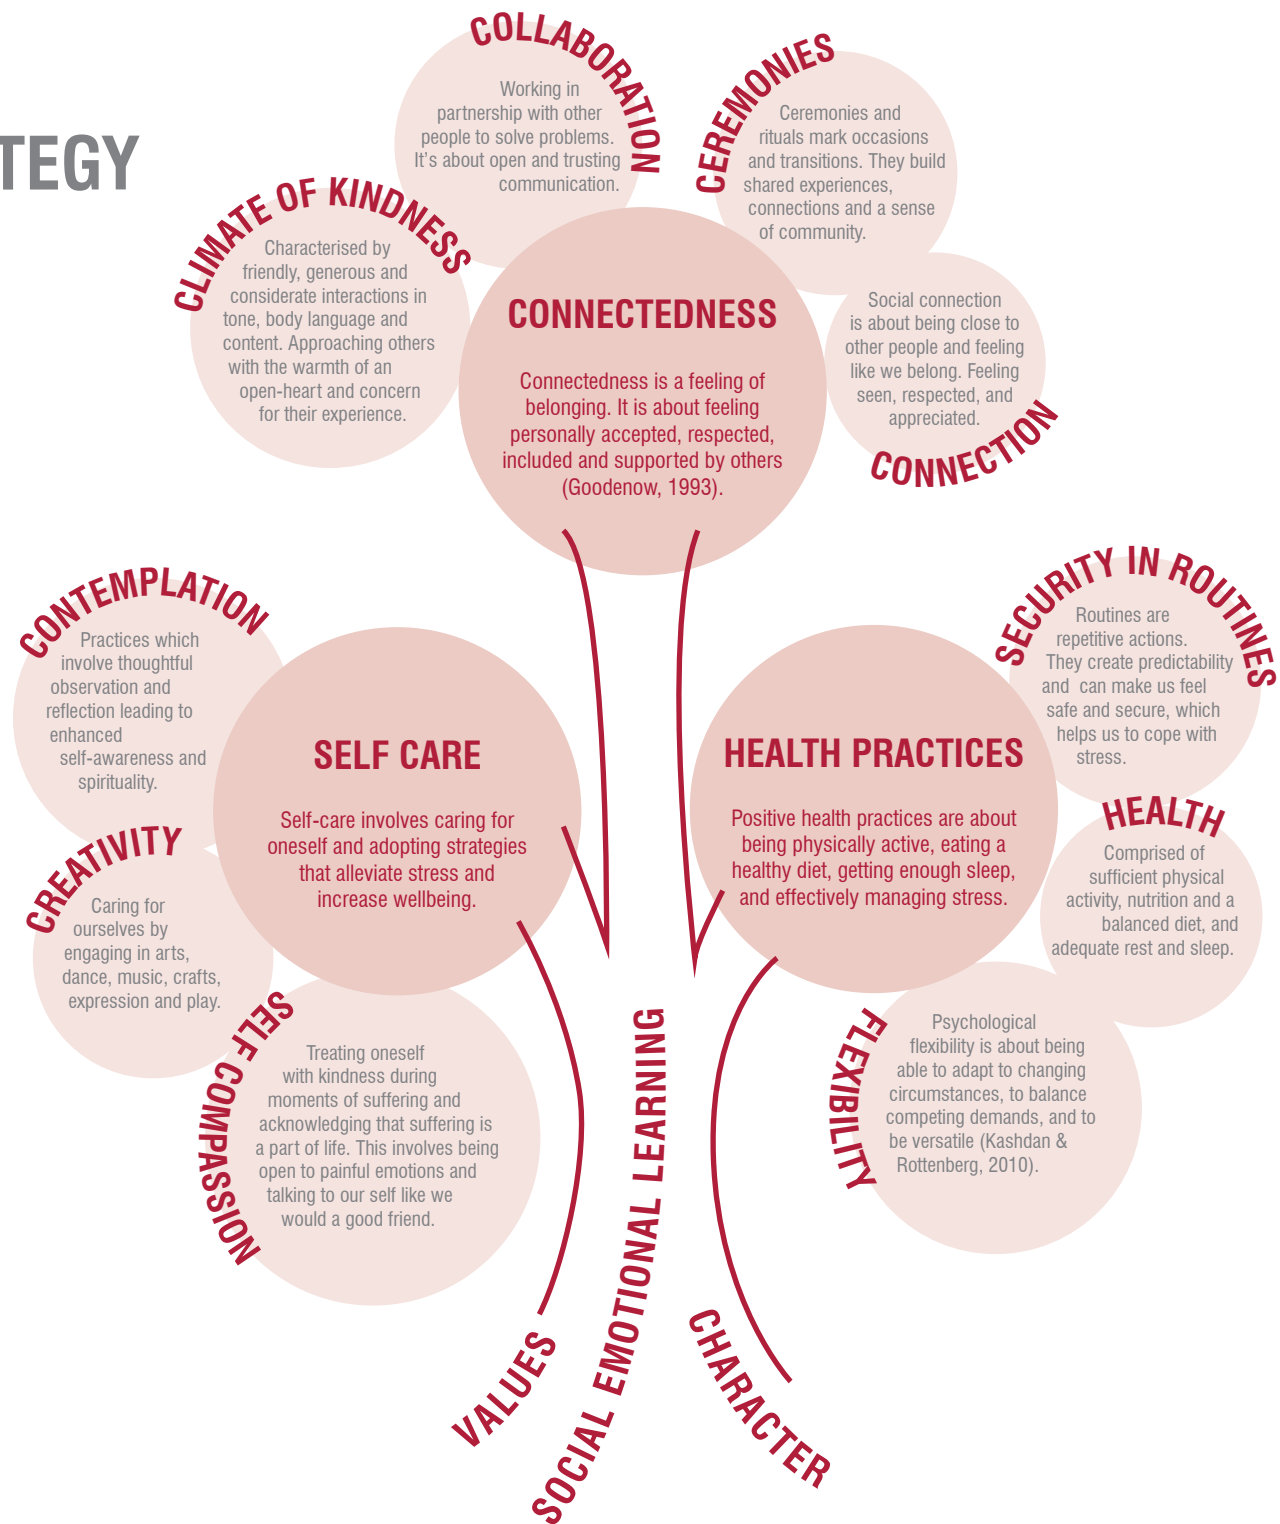 TEGY
COLLABORATION
Working in
partnership with other
people to solve problems.
It's about open and trusting
communication.
CEREMONIES
Ceremonies and
rituals mark occasions
and transitions. They build
shared experiences,
connections and a sense
of community.
CLIMATE OF KINDNESS
Characterised by
friendly, generous and
considerate interactions in
tone, body language and
content. Approaching others
with the warmth of an
open-heart and concern
for their experience.
CONNECTEDNESS
Connectedness is a feeling of
belonging. It is about feeling
personally accepted, respected,
included and supported by others
(Goodenow, 1993).
Social connection
is about being close to
other people and feeling
like we belong. Feeling
seen, respected, and
appreciated.
CONNECTION
CONTEMPLATION
Practices which
involve thoughtful
observation and
reflection leading to
enhanced
self-awareness and
spirituality.
SELF CARE
Self-care involves caring for
oneself and adopting strategies
that alleviate stress and
increase wellbeing.
CREATIVITY
Caring for
ourselves by
engaging in arts,
dance, music, crafts,
expression and play.
SELF COMPASSION
Treating oneself
with kindness during
moments of suffering and
acknowledging that suffering is
a part of life. This involves being
open to painful emotions and
talking to our self like we
would a good friend.
HEALTH PRACTICES
Positive health practices are about
being physically active, eating a
healthy diet, getting enough sleep,
and effectively managing stress.
SECURITY IN ROUTINES
Routines are
repetitive actions.
They create predictability
and can make us feel
safe and secure, which
helps us to cope with
stress.
HEALTH
Comprised of
sufficient physical
activity, nutrition and a
balanced diet, and
adequate rest and sleep.
FLEXIBILITY
Psychological
flexibility is about being
able to adapt to changing
circumstances, to balance
competing demands, and to
be versatile (Kashdan &
Rottenberg, 2010).
VALUES
SOCIAL EMOTIONAL LEARNING
CHARACTER